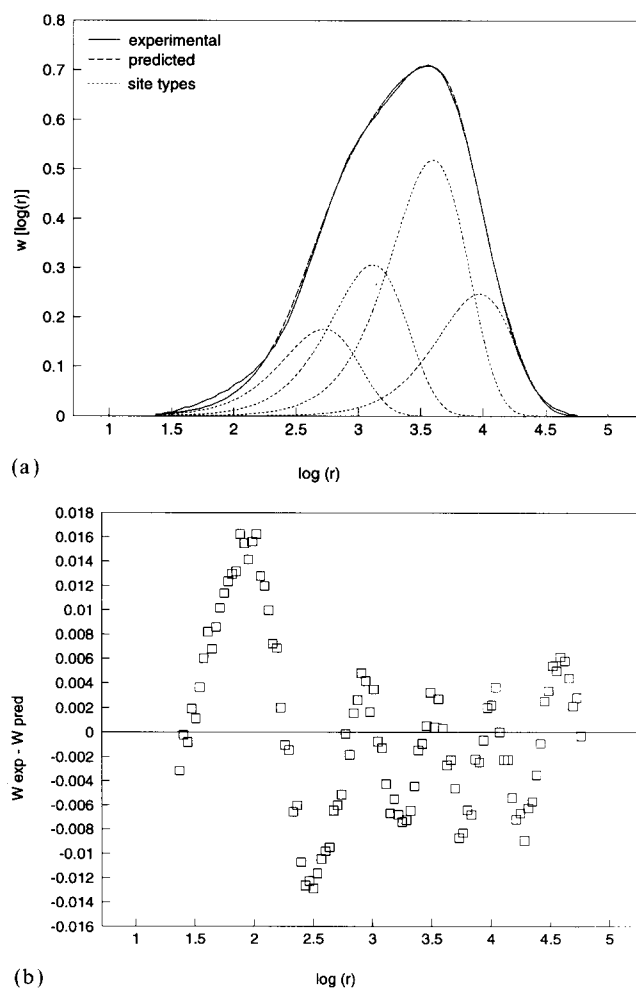 0.8
experimental
predicted
site types
0.7
0.6
0.5
0.4
0.3
0.2
0.1
0
w [log(r)]
1 1.5 2 2.5 3 3.5 4 4.5 5
(a)
log (r)
0.018
0.016
0.014
0.012
0.01
0.008
0.006
0.004
0.002
0
-0.002
-0.004
-0.006
-0.008
-0.01
-0.012
-0.014
-0.016
W exp - W pred
1 1.5 2 2.5 3 3.5 4 4.5 5
(b)
log (r)